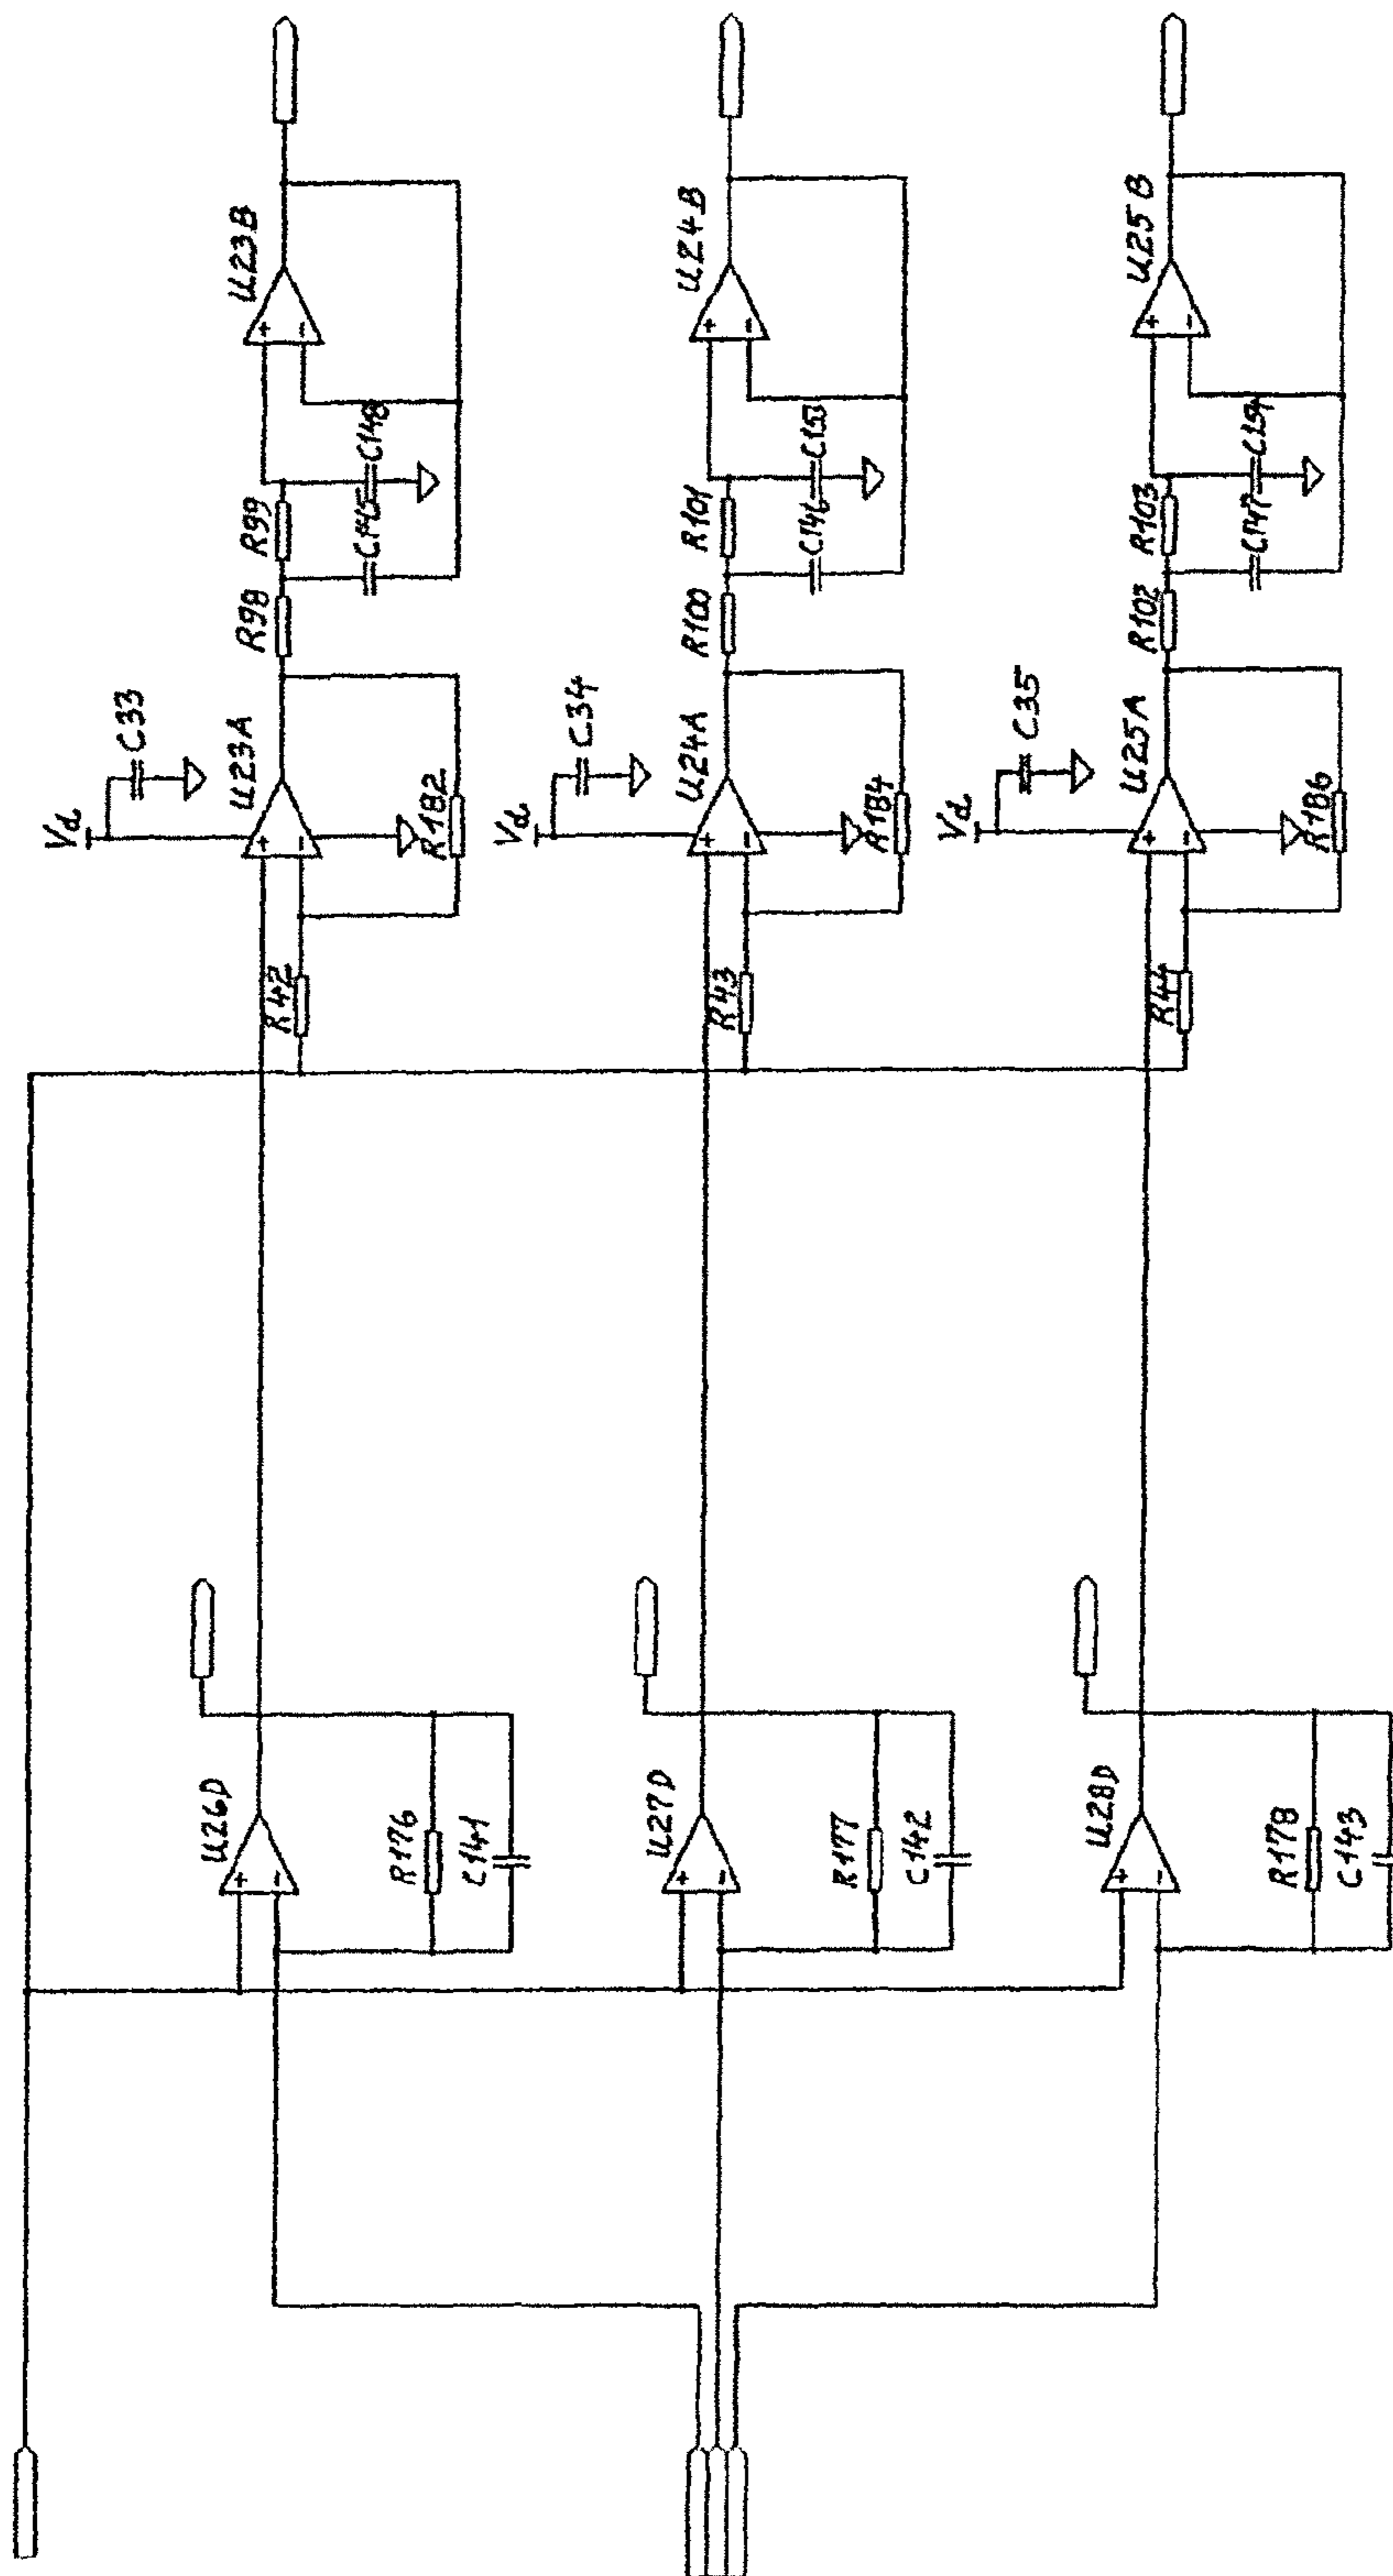 U26D
R176
C141
Vd
C33
R42
U23A
R182
R98
R99
C145
C148
U23B
U27D
R177
C142
Vd
C34
R43
U24A
R184
R100
R101
C146
C153
U24B
U28D
R178
C143
Vd
C35
R44
U25A
R186
R102
R103
C147
C154
U25B